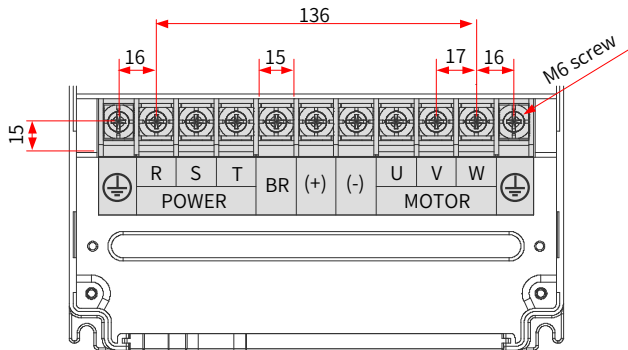 136
16
15
17
16
M6 screw
15
R S T
BR (+) (-)
U V W
POWER
MOTOR